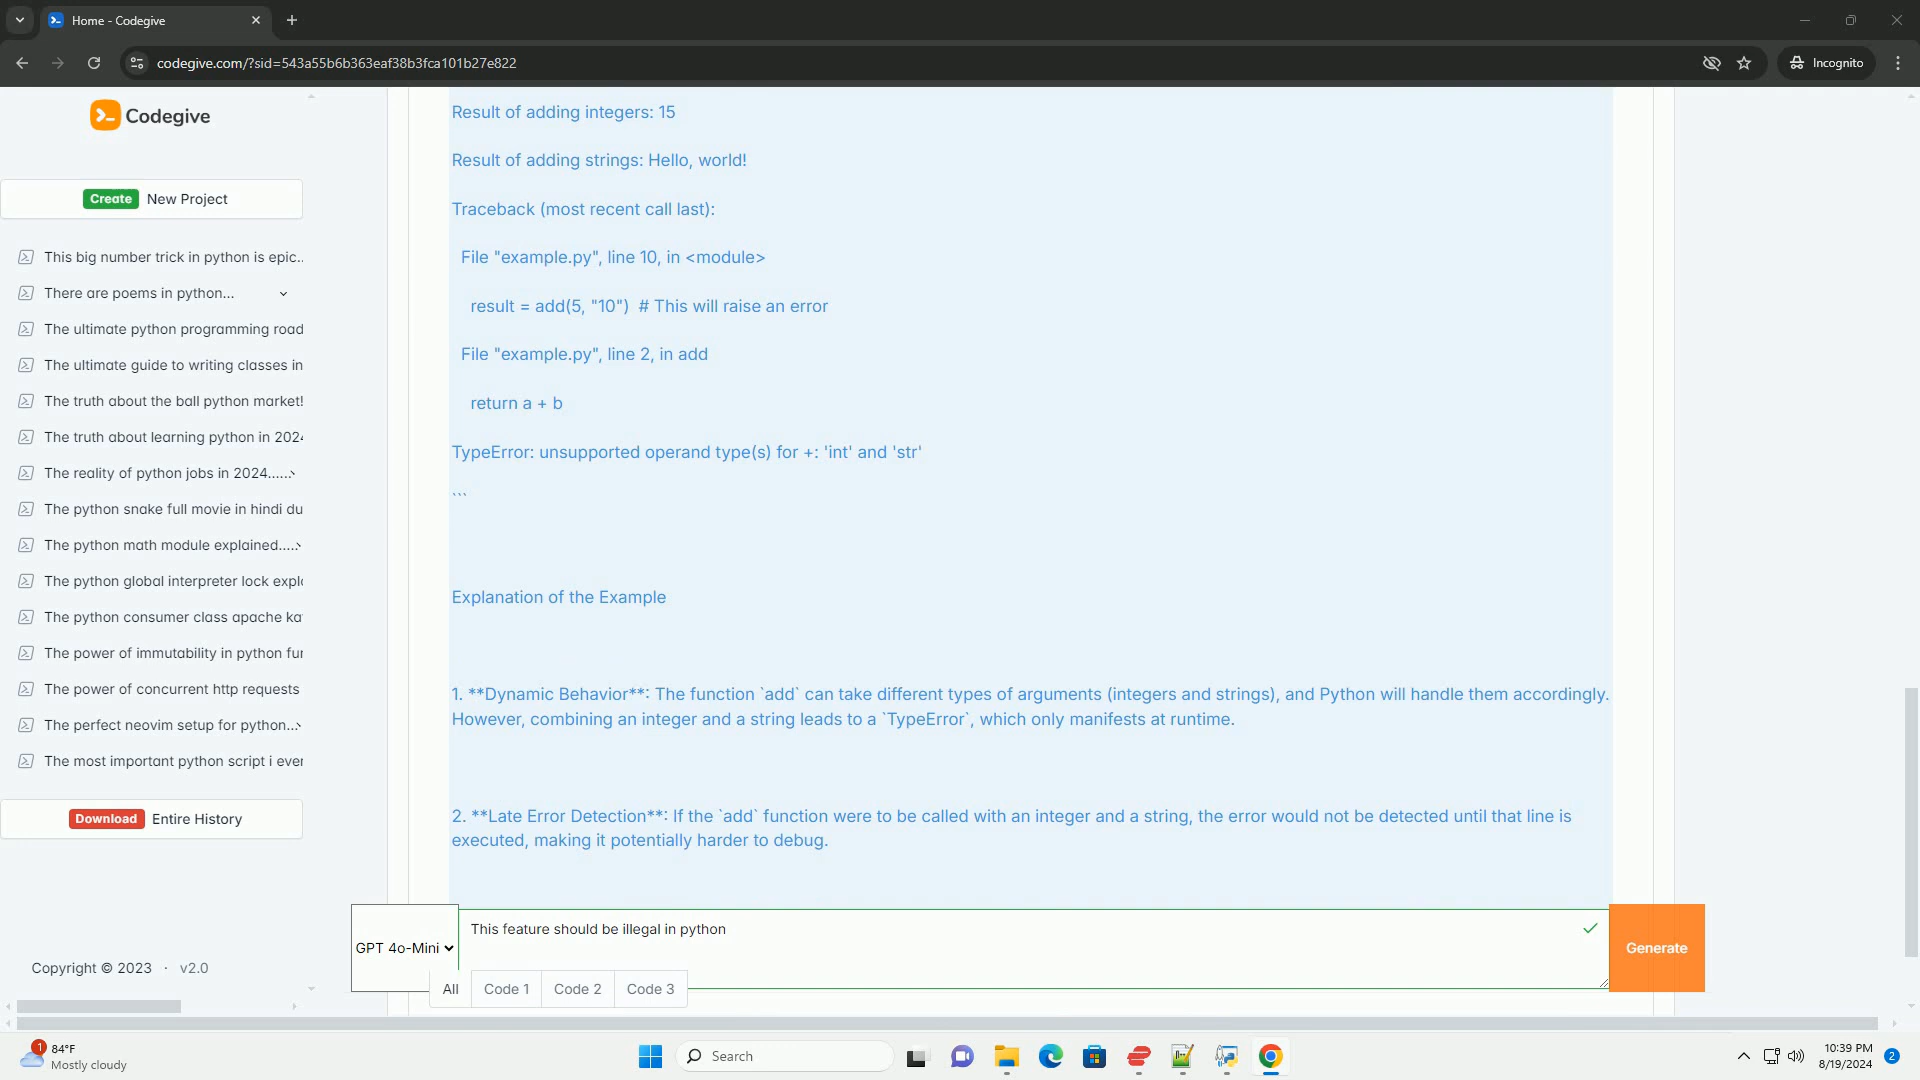 Home - Codegive
codegive.com/?sid=543a55b6b363eaf38b3fca101b27e822
Incognito
Codegive
Create New Project
This big number trick in python is epic..
There are poems in python...
The ultimate python programming road
The ultimate guide to writing classes in
The truth about the ball python market!
The truth about learning python in 202
The reality of python jobs in 2024......
The python snake full movie in hindi du
The python math module explained.....
The python global interpreter lock expl
The python consumer class apache ka
The power of immutability in python fu
The power of concurrent http requests
The perfect neovim setup for python...
The most important python script i ever
Download Entire History
Copyright © 2023 · v2.0
Result of adding integers: 15
Result of adding strings: Hello, world!
Traceback (most recent call last):
File "example.py", line 10, in <module>
result = add(5, "10")  # This will raise an error
File "example.py", line 2, in add
return a + b
TypeError: unsupported operand type(s) for +: 'int' and 'str'
```
Explanation of the Example
1. **Dynamic Behavior**: The function `add` can take different types of arguments (integers and strings), and Python will handle them accordingly.
However, combining an integer and a string leads to a `TypeError`, which only manifests at runtime.
2. **Late Error Detection**: If the `add` function were to be called with an integer and a string, the error would not be detected until that line is
executed, making it potentially harder to debug.
GPT 4o-Mini
This feature should be illegal in python
Generate
All
Code 1
Code 2
Code 3
1
84°F
Mostly cloudy
Search
10:39 PM
8/19/2024
2